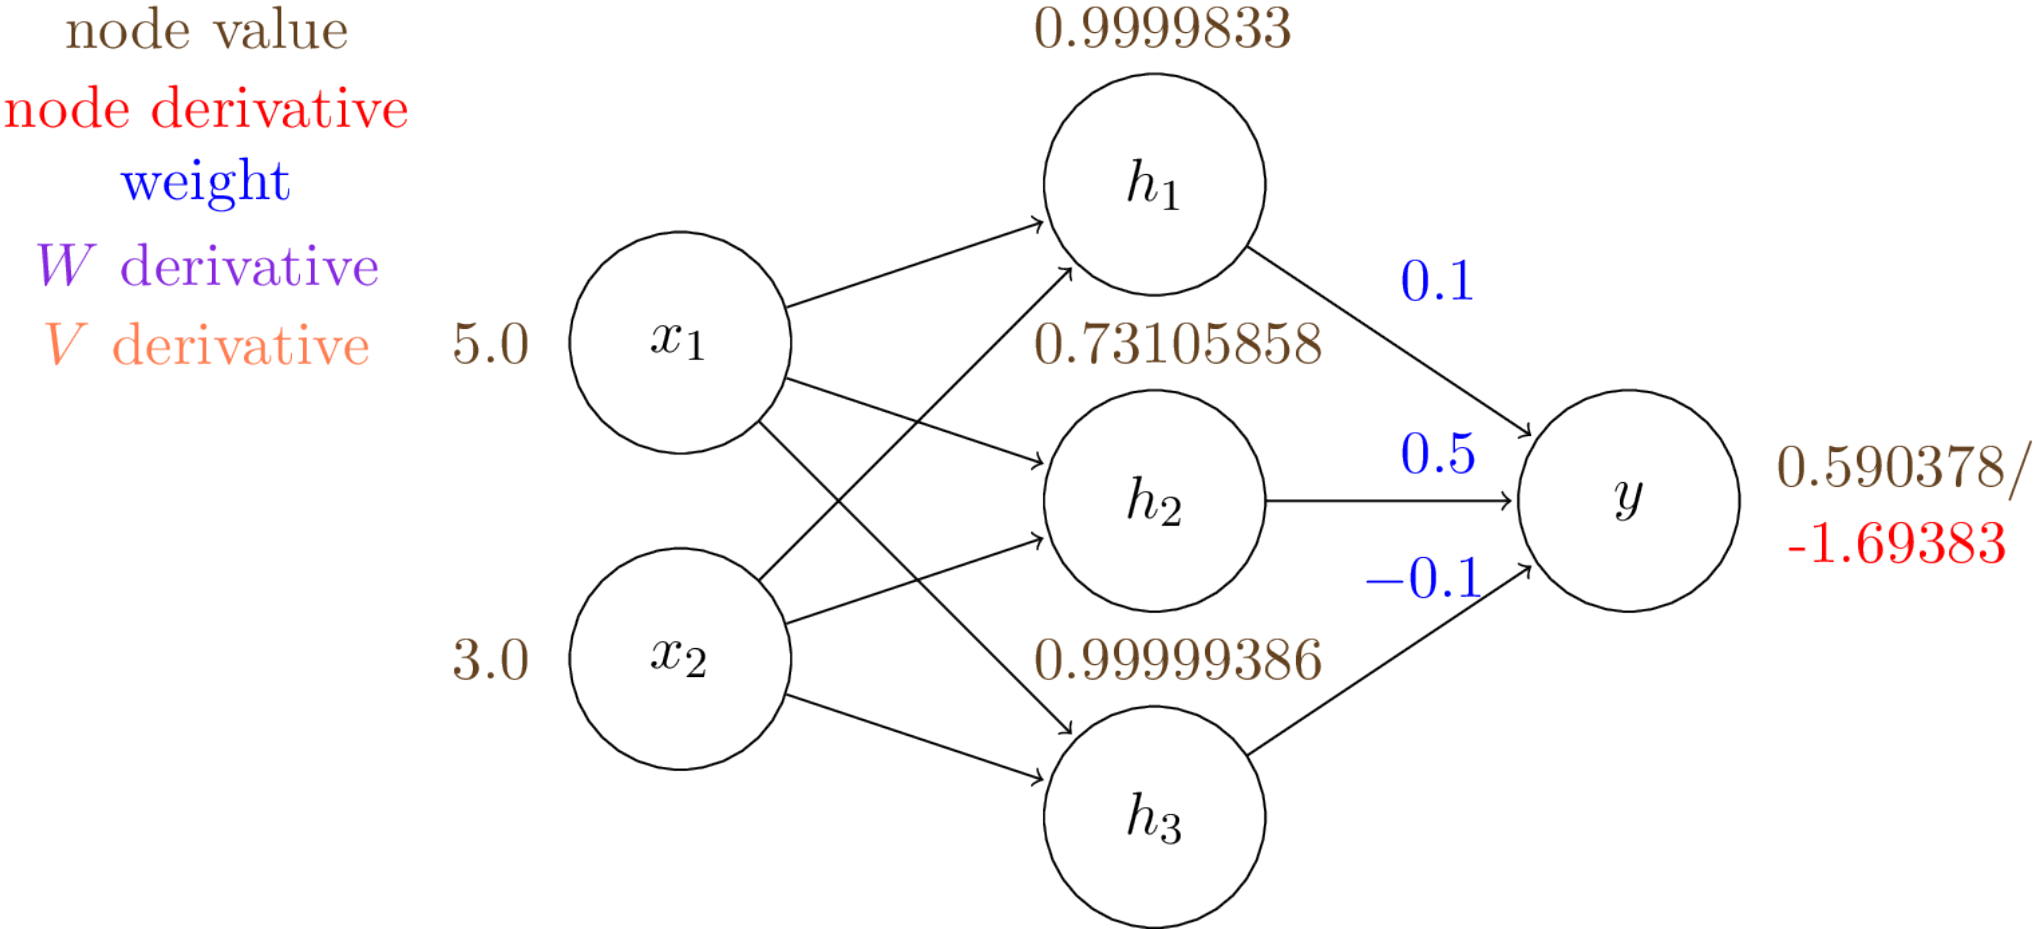 node value
node derivative
weight
W derivative
V derivative
0.9999833
h₁
0.1
5.0
x₁
0.73105858
h₂
0.5
y
0.590378/
-1.69383
−0.1
3.0
x₂
0.99999386
h₃